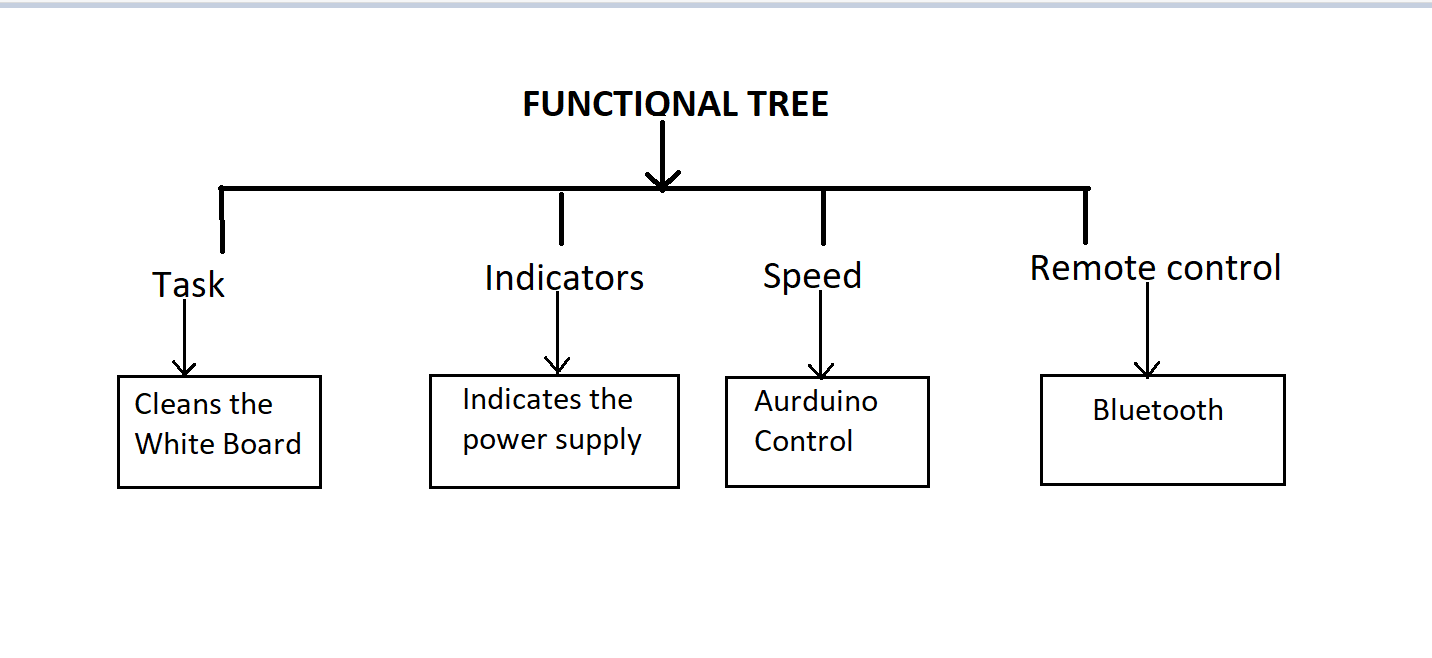 FUNCTIONAL TREE
Task
Indicators
Speed
Remote control
Cleans the
White Board
Indicates the
power supply
Aurduino
Control
Bluetooth